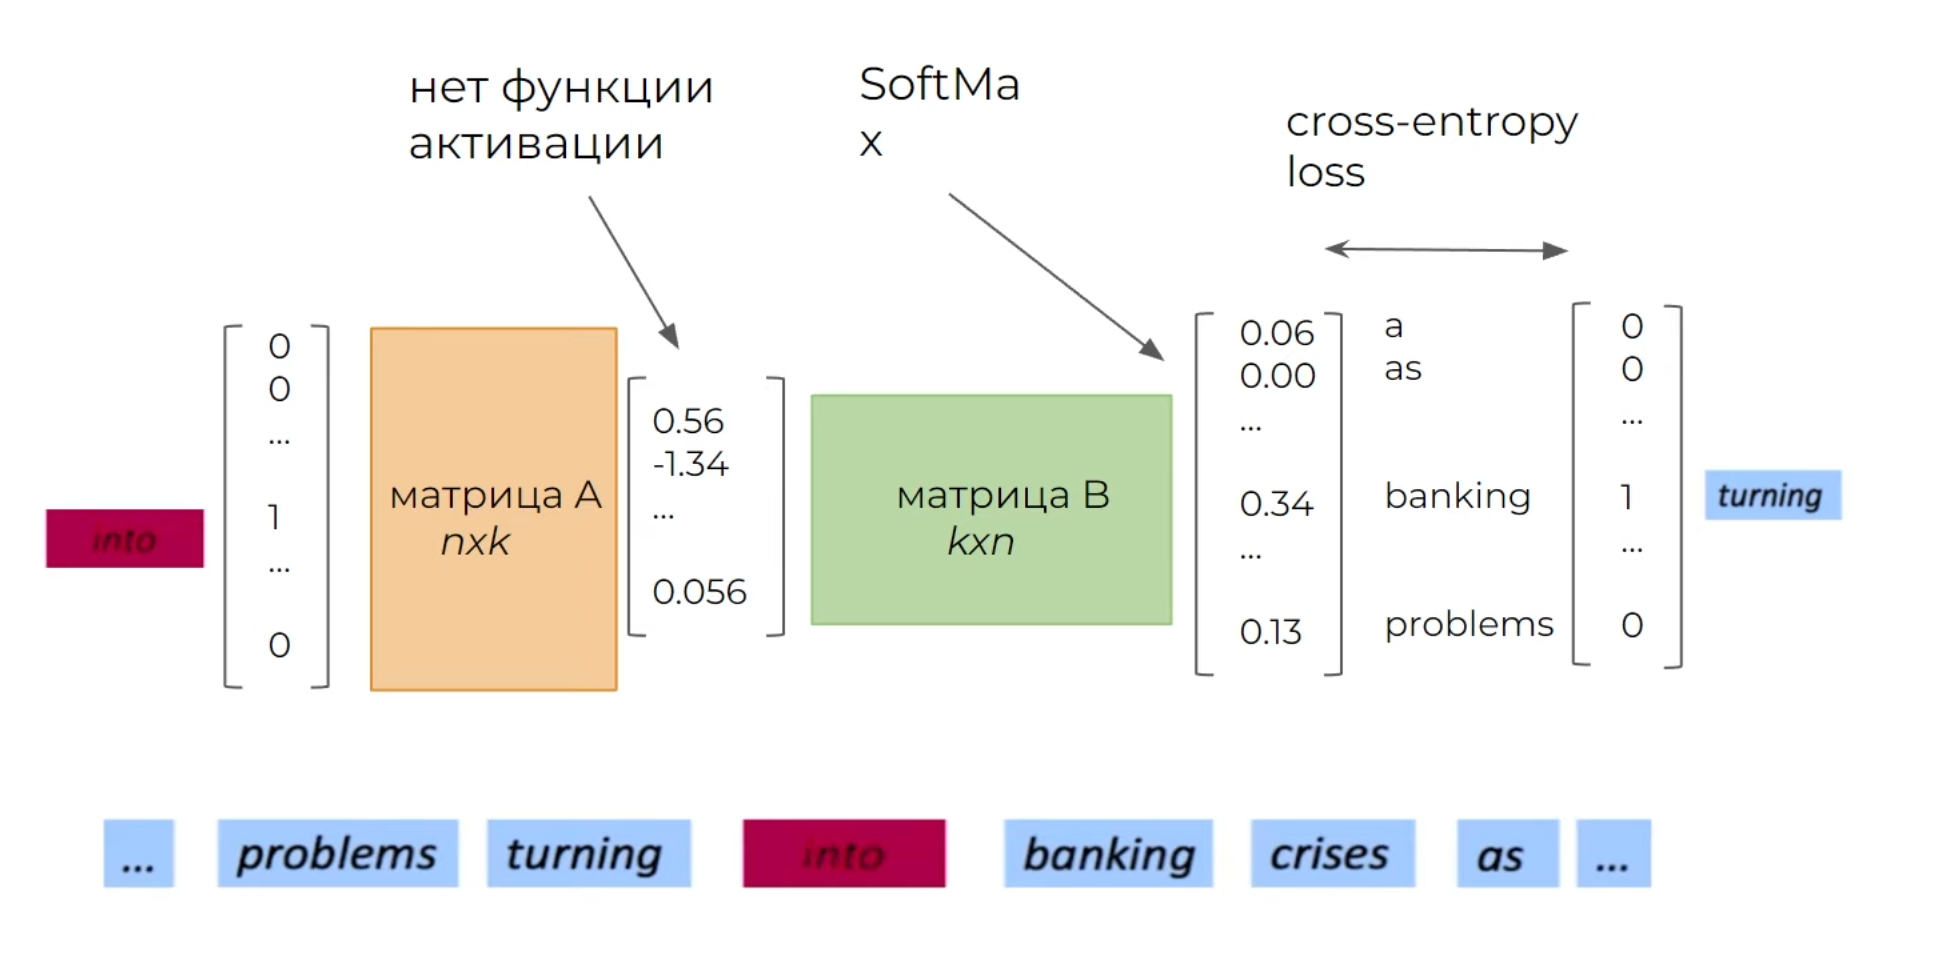 нет функции
активации
SoftMa
x
cross-entropy
loss
into
0
0
...
1
...
0
матрица A
nxk
0.56
-1.34
...
0.056
матрица B
kxn
0.06
0.00
...
0.34
...
0.13
a
as
banking
problems
0
0
...
1
...
0
turning
... problems turning into banking crises as ...